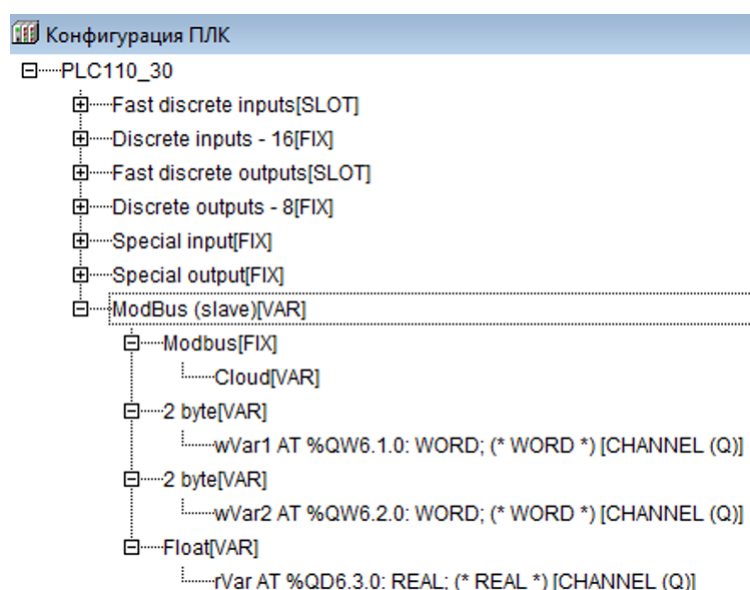 Конфигурация ПЛК
PLC110_30
Fast discrete inputs[SLOT]
Discrete inputs - 16[FIX]
Fast discrete outputs[SLOT]
Discrete outputs - 8[FIX]
Special input[FIX]
Special output[FIX]
ModBus (slave)[VAR]
Modbus[FIX]
Cloud[VAR]
2 byte[VAR]
wVar1 AT %QW6.1.0: WORD; (* WORD *) [CHANNEL (Q)]
2 byte[VAR]
wVar2 AT %QW6.2.0: WORD; (* WORD *) [CHANNEL (Q)]
Float[VAR]
rVar AT %QD6.3.0: REAL; (* REAL *) [CHANNEL (Q)]